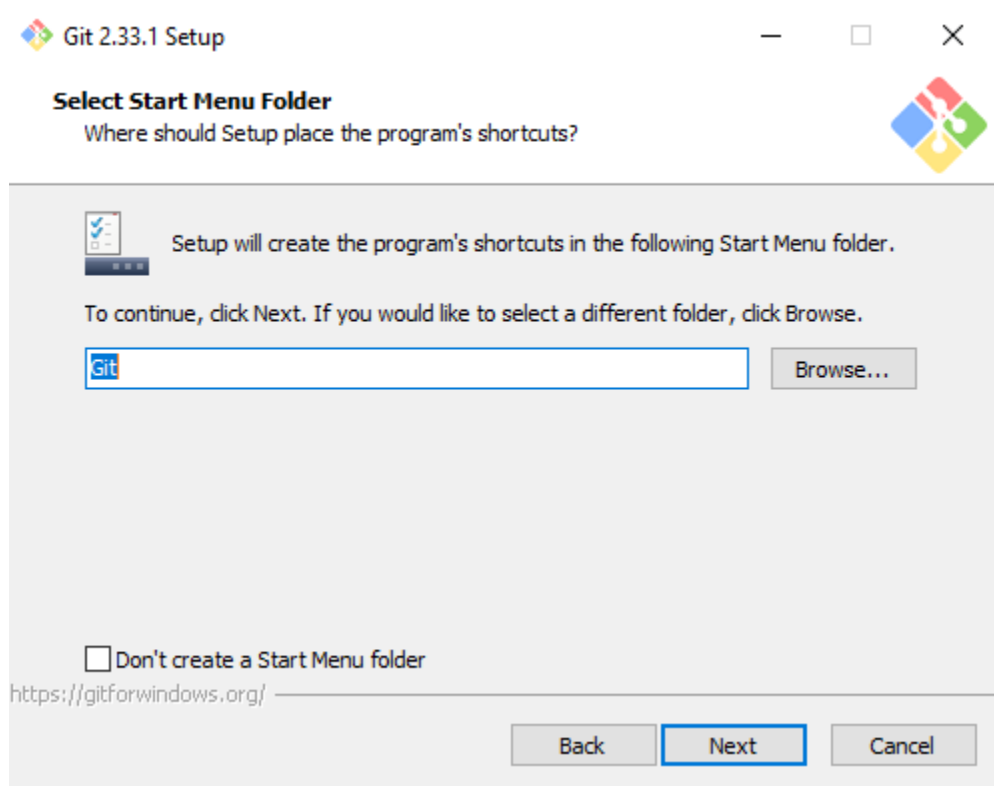 Git 2.33.1 Setup
Select Start Menu Folder
Where should Setup place the program's shortcuts?
Setup will create the program's shortcuts in the following Start Menu folder.
To continue, click Next. If you would like to select a different folder, click Browse.
Git
Browse...
Don't create a Start Menu folder
https://gitforwindows.org/
Back
Next
Cancel